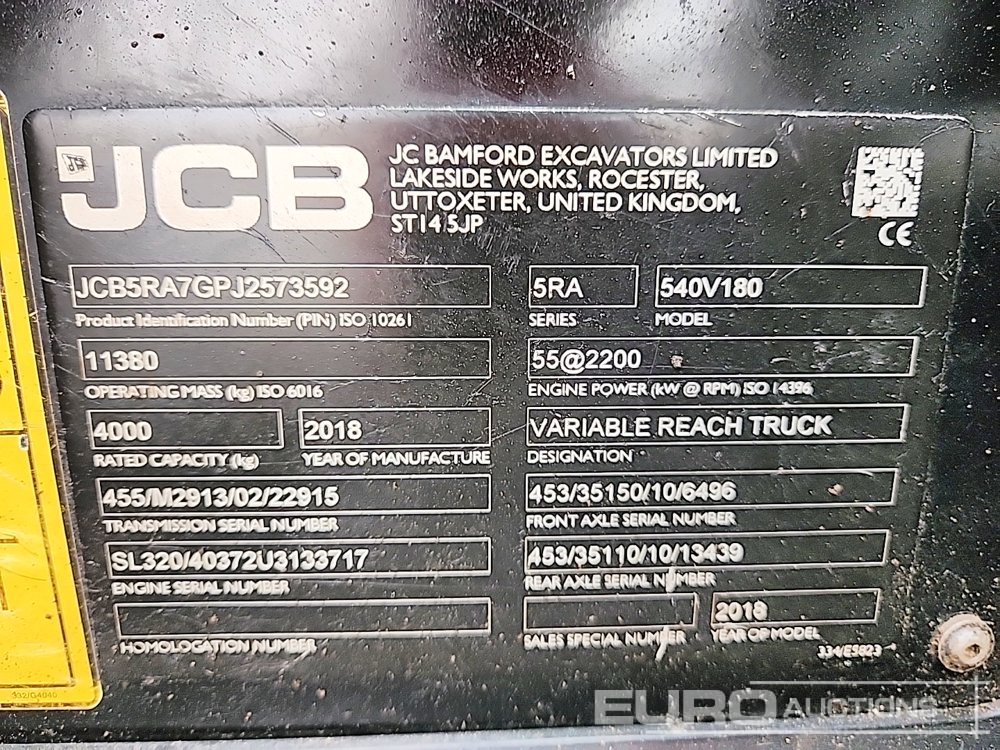 JCB
JC BAMFORD EXCAVATORS LIMITED
LAKESIDE WORKS, ROCESTER,
UTTOXETER, UNITED KINGDOM,
ST14 5JP
CE
JCB5RA7GPJ2573592
Product Identification Number (PIN) ISO 10261
5RA
SERIES
540V180
MODEL
11380
OPERATING MASS (kg) ISO 6016
55@2200
ENGINE POWER (kW @ RPM) ISO 14396
4000
RATED CAPACITY (kg)
2018
YEAR OF MANUFACTURE
VARIABLE REACH TRUCK
DESIGNATION
455/M2913/02/22915
TRANSMISSION SERIAL NUMBER
453/35150/10/6496
FRONT AXLE SERIAL NUMBER
SL320/40372U3133717
ENGINE SERIAL NUMBER
453/35110/10/13439
REAR AXLE SERIAL NUMBER
HOMOLOGATION NUMBER
SALES SPECIAL NUMBER
2018
YEAR OF MODEL
334/E5823
332/G4040
EURO AUCTIONS